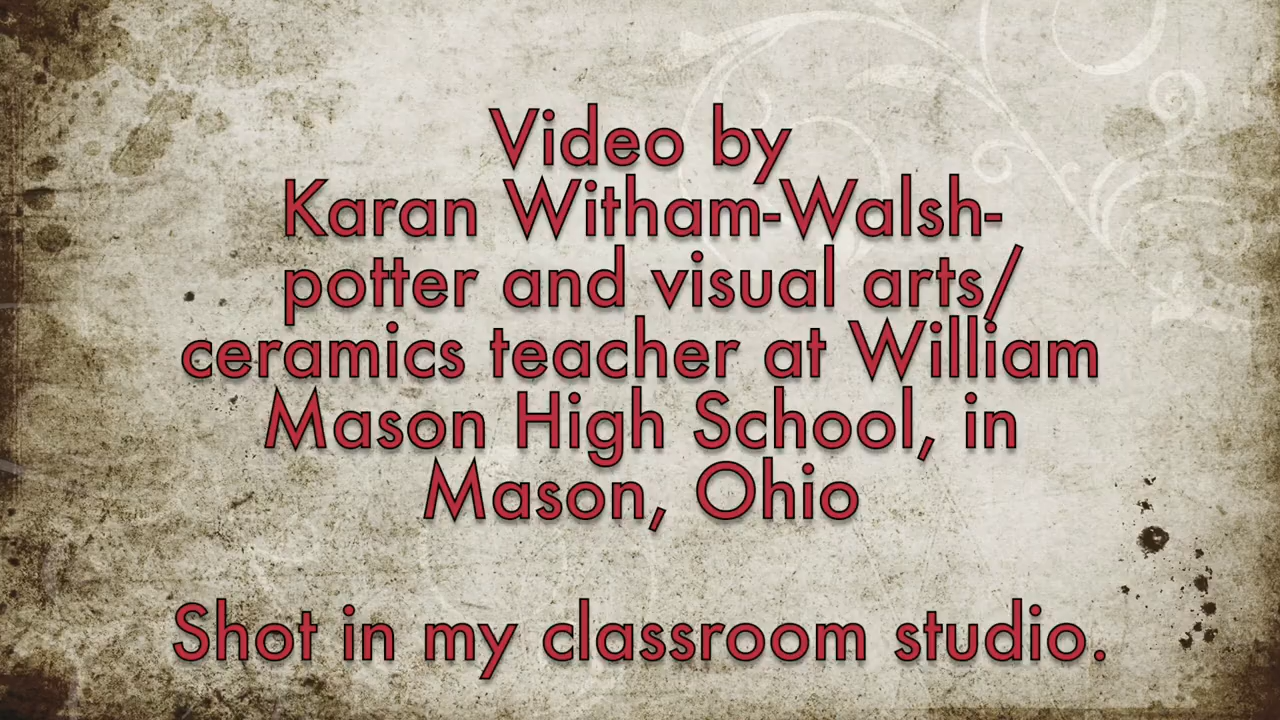 Video by
Karan Witham-Walsh-
potter and visual arts/
ceramics teacher at William
Mason High School, in
Mason, Ohio
Shot in my classroom studio.